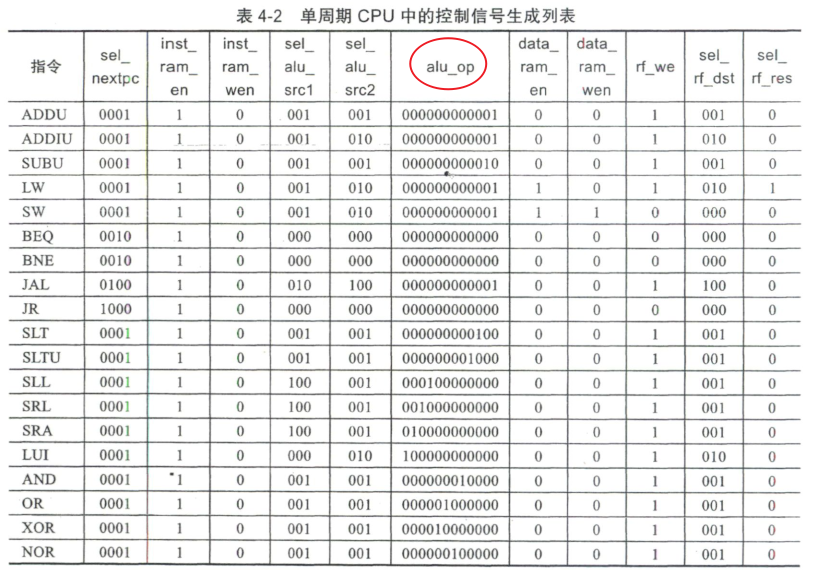 表 4-2 单周期 CPU 中的控制信号生成列表
指令 sel_nextpc inst_ram_en inst_ram_wen sel_alu_src1 sel_alu_src2 alu_op data_ram_en data_ram_wen rf_we sel_rf_dst sel_rf_res
ADDU 0001 1 0 001 001 000000000001 0 0 1 001 0
ADDIU 0001 1 0 001 010 000000000001 0 0 1 010 0
SUBU 0001 1 0 001 001 000000000010 0 0 1 001 0
LW 0001 1 0 001 010 000000000001 1 0 1 010 1
SW 0001 1 0 001 010 000000000001 1 1 0 000 0
BEQ 0010 1 0 000 000 000000000000 0 0 0 000 0
BNE 0010 1 0 000 000 000000000000 0 0 0 000 0
JAL 0100 1 0 010 100 000000000001 0 0 1 100 0
JR 1000 1 0 000 000 000000000000 0 0 0 000 0
SLT 0001 1 0 001 001 000000000100 0 0 1 001 0
SLTU 0001 1 0 001 001 000000001000 0 0 1 001 0
SLL 0001 1 0 100 001 000100000000 0 0 1 001 0
SRL 0001 1 0 100 001 001000000000 0 0 1 001 0
SRA 0001 1 0 100 001 010000000000 0 0 1 001 0
LUI 0001 1 0 000 010 100000000000 0 0 1 010 0
AND 0001 1 0 001 001 000000010000 0 0 1 001 0
OR 0001 1 0 001 001 000001000000 0 0 1 001 0
XOR 0001 1 0 001 001 000010000000 0 0 1 001 0
NOR 0001 1 0 001 001 000000100000 0 0 1 001 0